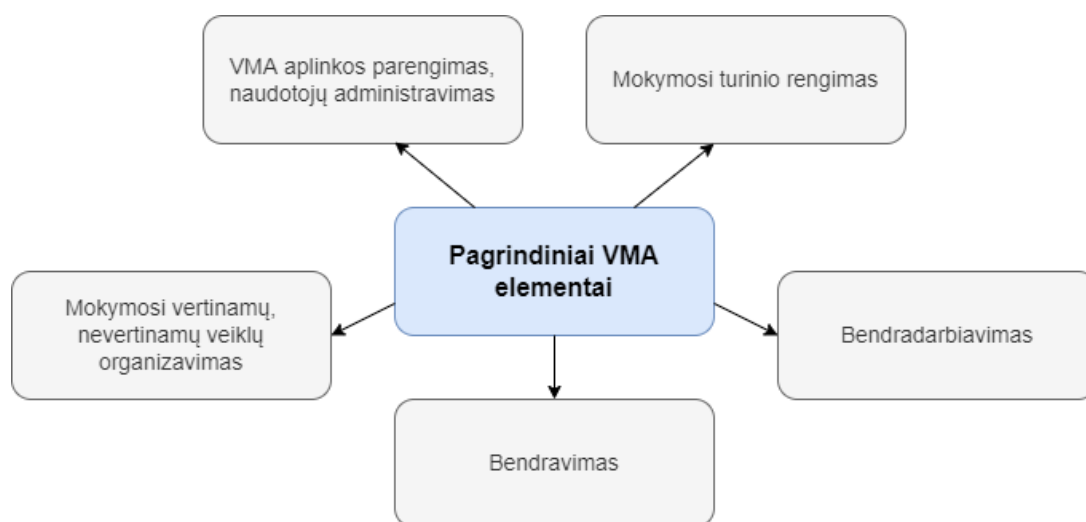 VMA aplinkos parengimas,
naudotojų administravimas
Mokymosi turinio rengimas
Pagrindiniai VMA
elementai
Mokymosi vertinamų,
nevertinamų veiklų
organizavimas
Bendradarbiavimas
Bendravimas